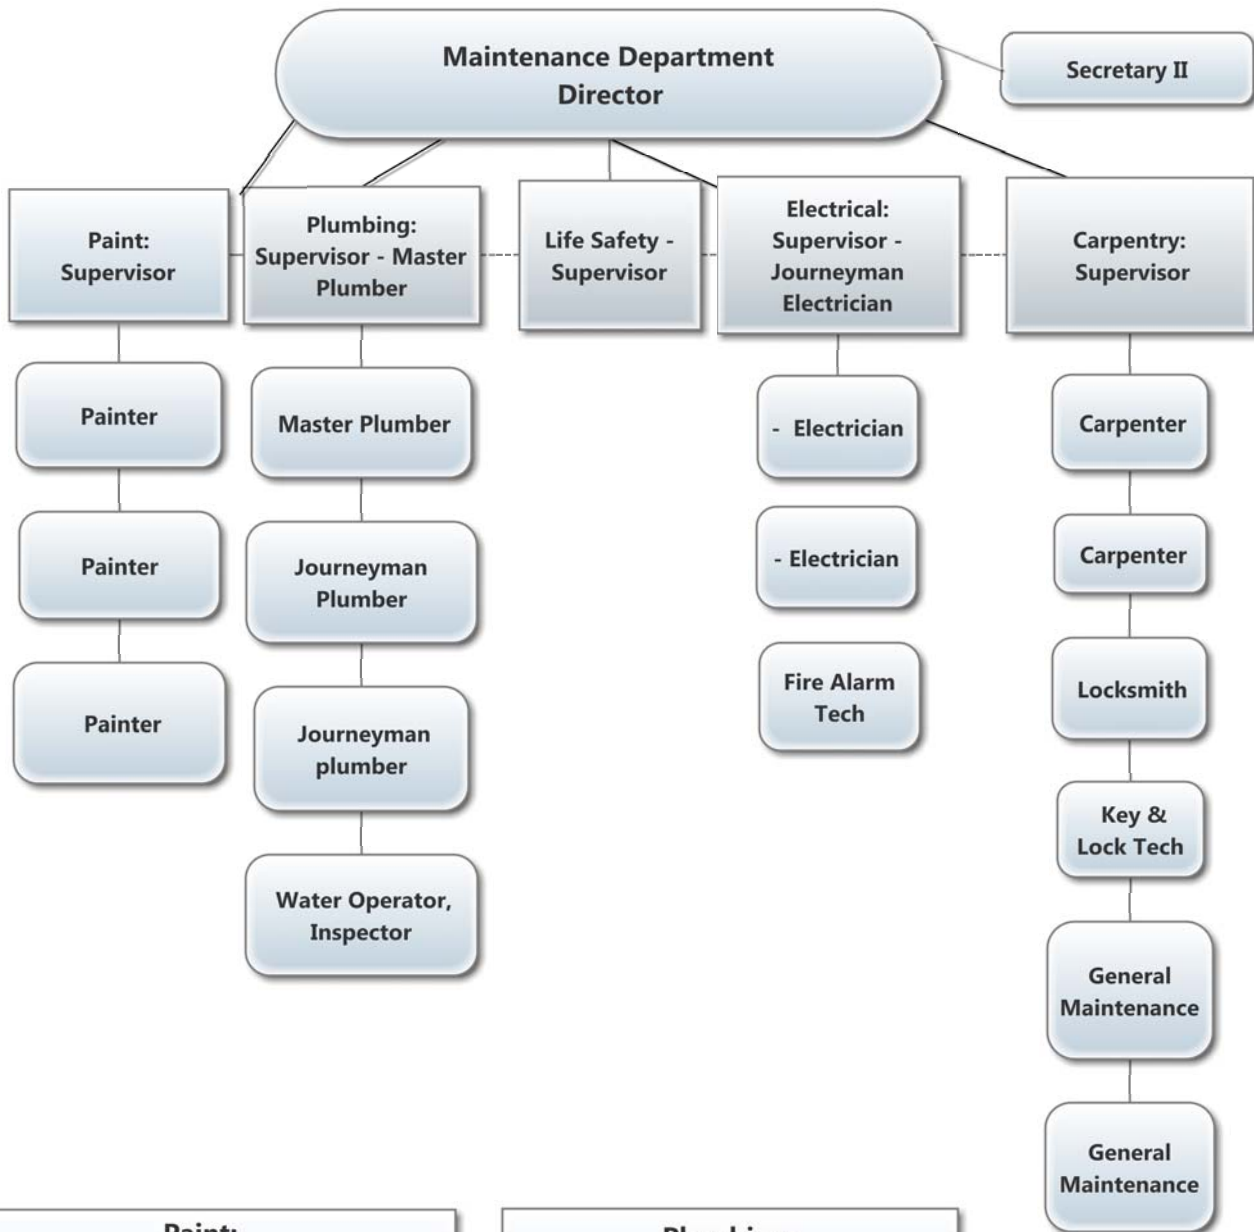 Maintenance Department
Director
Secretary II
Paint:
Supervisor
Plumbing:
Supervisor - Master
Plumber
Life Safety -
Supervisor
Electrical:
Supervisor -
Journeyman
Electrician
Carpentry:
Supervisor
Painter
Painter
Painter
Master Plumber
Journeyman
Plumber
Journeyman
plumber
Water Operator,
Inspector
- Electrician
- Electrician
Fire Alarm
Tech
Carpenter
Carpenter
Locksmith
Key &
Lock Tech
General
Maintenance
General
Maintenance
Paint: